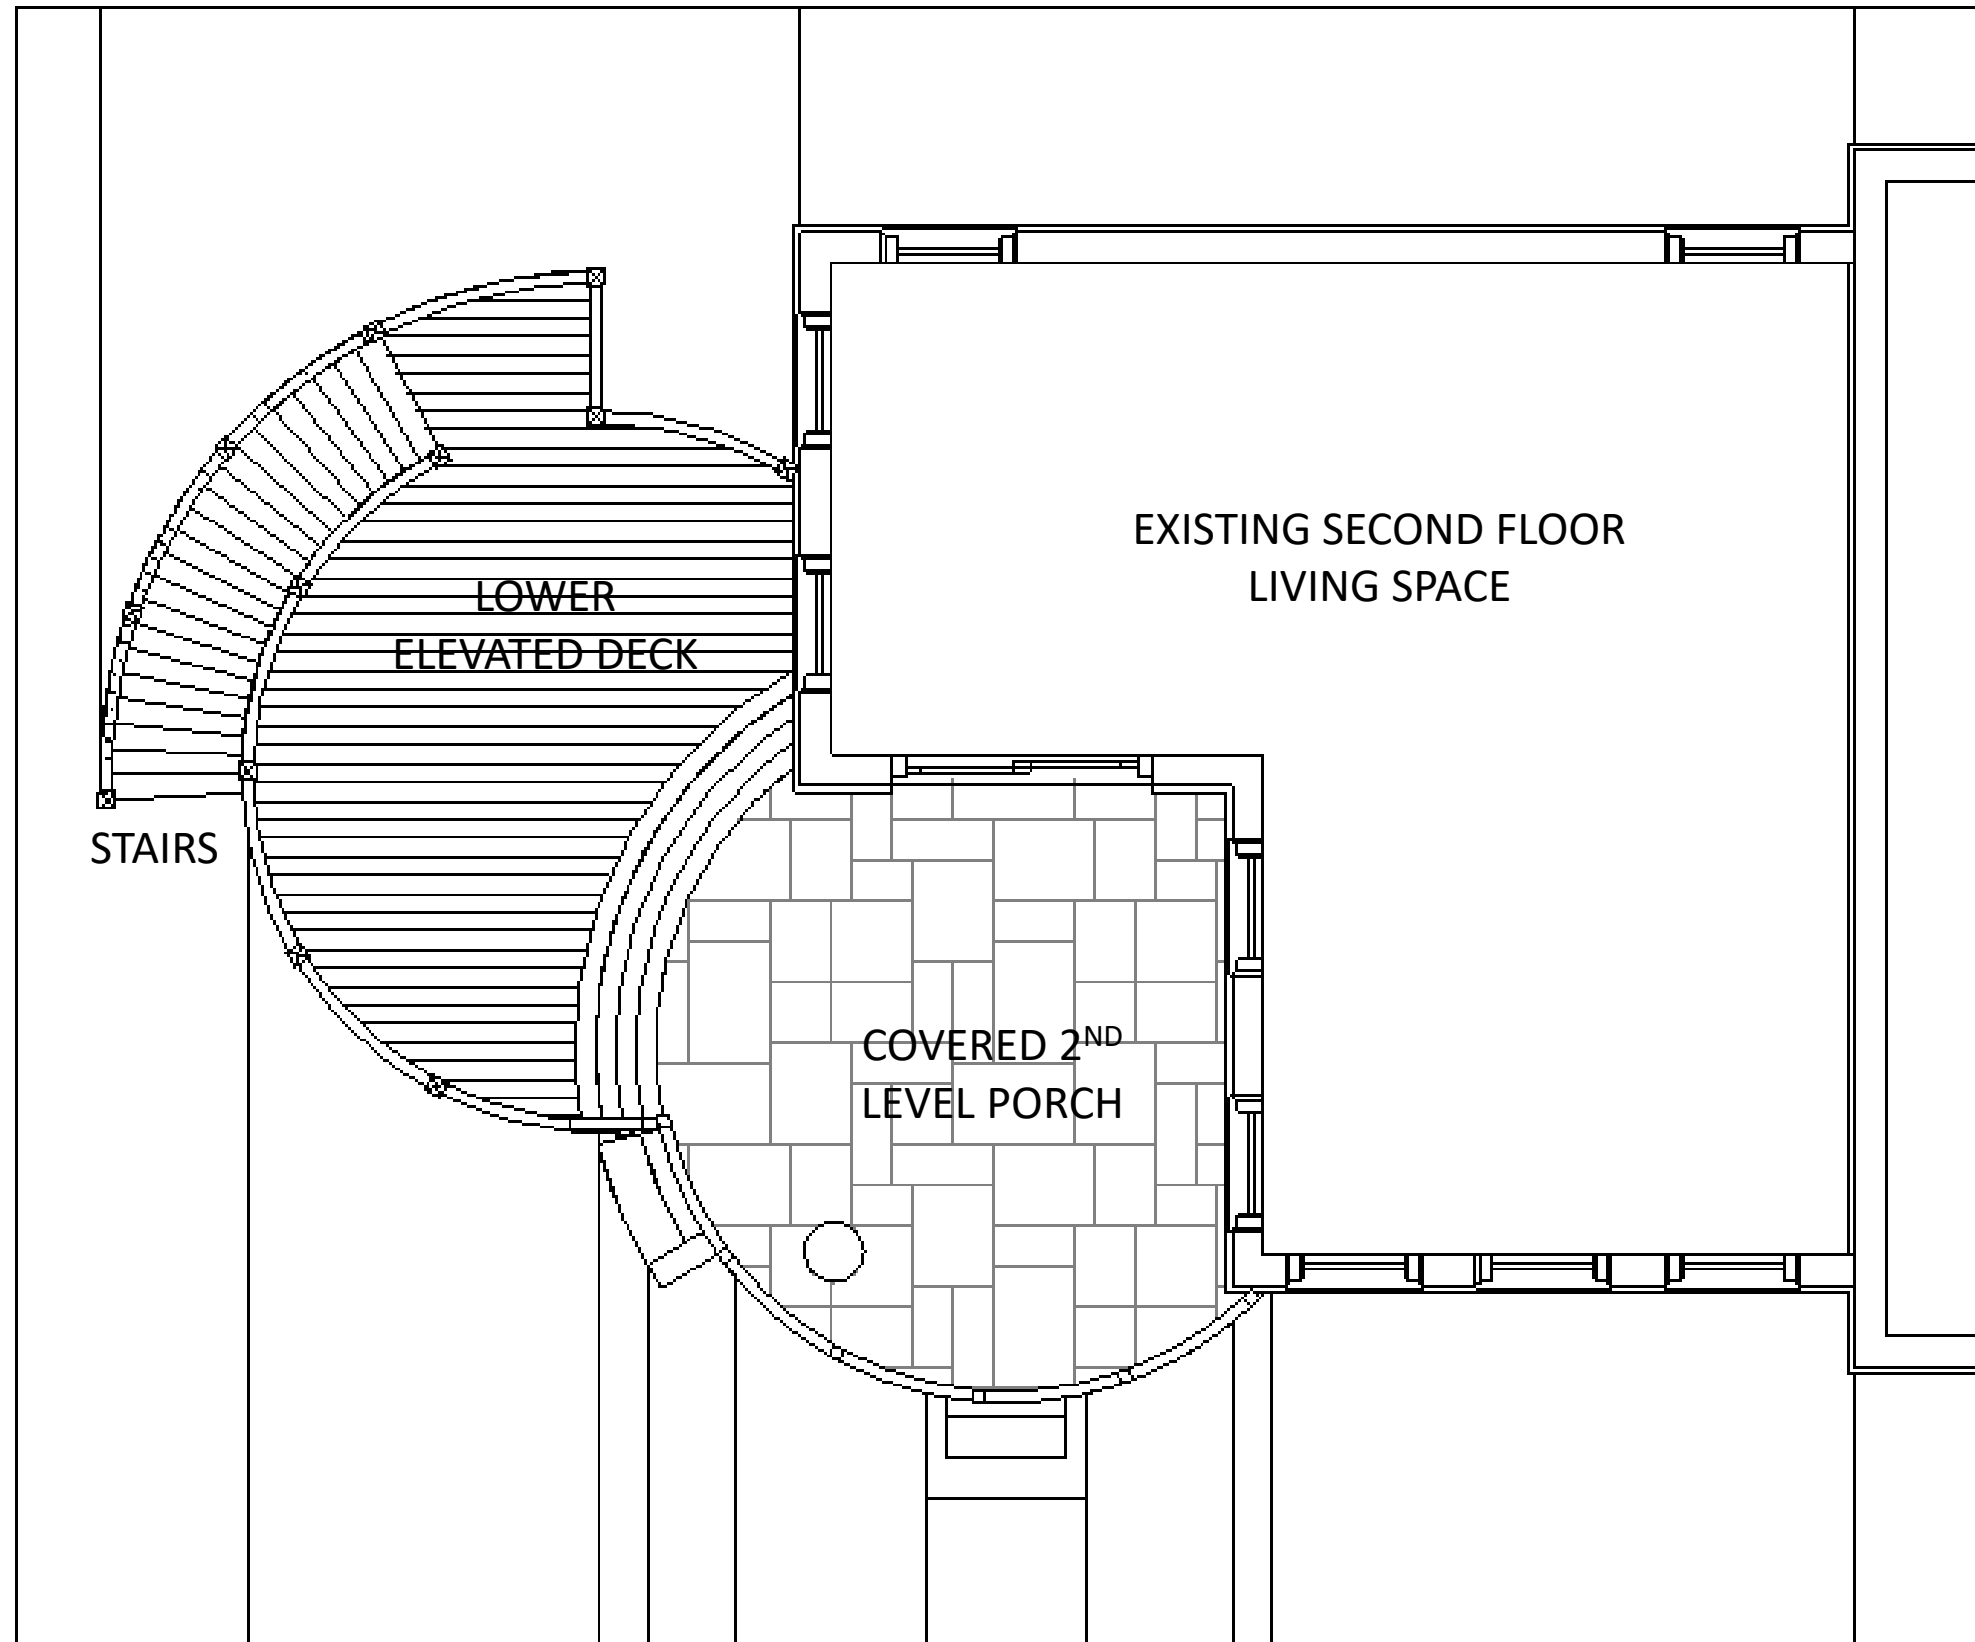 EXISTING SECOND FLOOR
LIVING SPACE
LOWER
ELEVATED DECK
STAIRS
COVERED 2ND
LEVEL PORCH